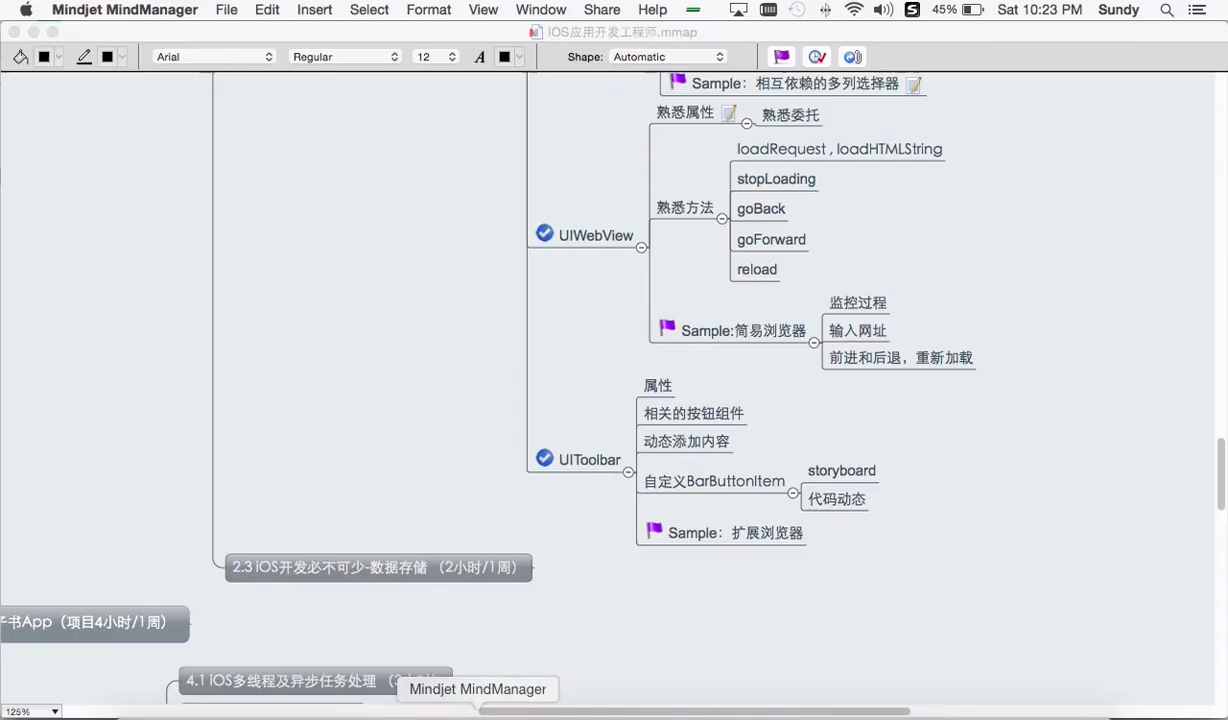 Mindjet MindManager File Edit Insert Select Format View Window Share Help S 45% Sat 10:23 PM Sundy
IOS应用开发工程师.mmap
Arial Regular 12 A Shape: Automatic
Sample：相互依赖的多列选择器
熟悉属性 熟悉委托
loadRequest , loadHTMLString
stopLoading
熟悉方法 goBack
UIWebView goForward
reload
监控过程
Sample:简易浏览器 输入网址
前进和后退，重新加载
属性
相关的按钮组件
动态添加内容
UIToolbar storyboard
自定义BarButtonItem
代码动态
Sample：扩展浏览器
2.3 iOS开发必不可少-数据存储 （2小时/1周）
书App（项目4小时/1周）
4.1 iOS多线程及异步任务处理
Mindjet MindManager
125%